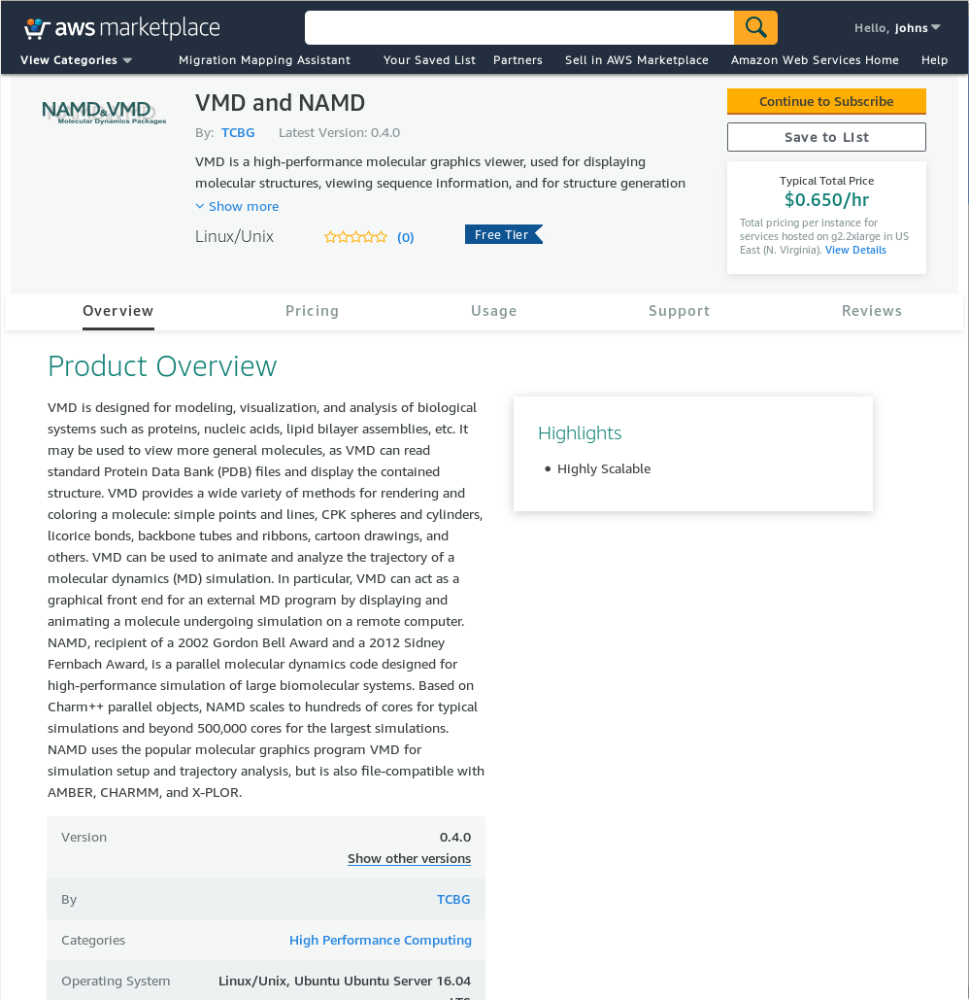 aws marketplace
Hello, johns
View Categories Migration Mapping Assistant Your Saved List Partners Sell in AWS Marketplace Amazon Web Services Home Help
NAMD & VMD
Molecular Dynamics Packages
VMD and NAMD
By: TCBG Latest Version: 0.4.0
VMD is a high-performance molecular graphics viewer, used for displaying
molecular structures, viewing sequence information, and for structure generation
Show more
Linux/Unix (0) Free Tier
Continue to Subscribe
Save to List
Typical Total Price
$0.650/hr
Total pricing per instance for
services hosted on g2.2xlarge in US
East (N. Virginia). View Details
Overview Pricing Usage Support Reviews
Product Overview
VMD is designed for modeling, visualization, and analysis of biological
systems such as proteins, nucleic acids, lipid bilayer assemblies, etc. It
may be used to view more general molecules, as VMD can read
standard Protein Data Bank (PDB) files and display the contained
structure. VMD provides a wide variety of methods for rendering and
coloring a molecule: simple points and lines, CPK spheres and cylinders,
licorice bonds, backbone tubes and ribbons, cartoon drawings, and
others. VMD can be used to animate and analyze the trajectory of a
molecular dynamics (MD) simulation. In particular, VMD can act as a
graphical front end for an external MD program by displaying and
animating a molecule undergoing simulation on a remote computer.
NAMD, recipient of a 2002 Gordon Bell Award and a 2012 Sidney
Fernbach Award, is a parallel molecular dynamics code designed for
high-performance simulation of large biomolecular systems. Based on
Charm++ parallel objects, NAMD scales to hundreds of cores for typical
simulations and beyond 500,000 cores for the largest simulations.
NAMD uses the popular molecular graphics program VMD for
simulation setup and trajectory analysis, but is also file-compatible with
AMBER, CHARMM, and X-PLOR.
Highlights
• Highly Scalable
Version 0.4.0
Show other versions
By TCBG
Categories High Performance Computing
Operating System Linux/Unix, Ubuntu Ubuntu Server 16.04
LTS